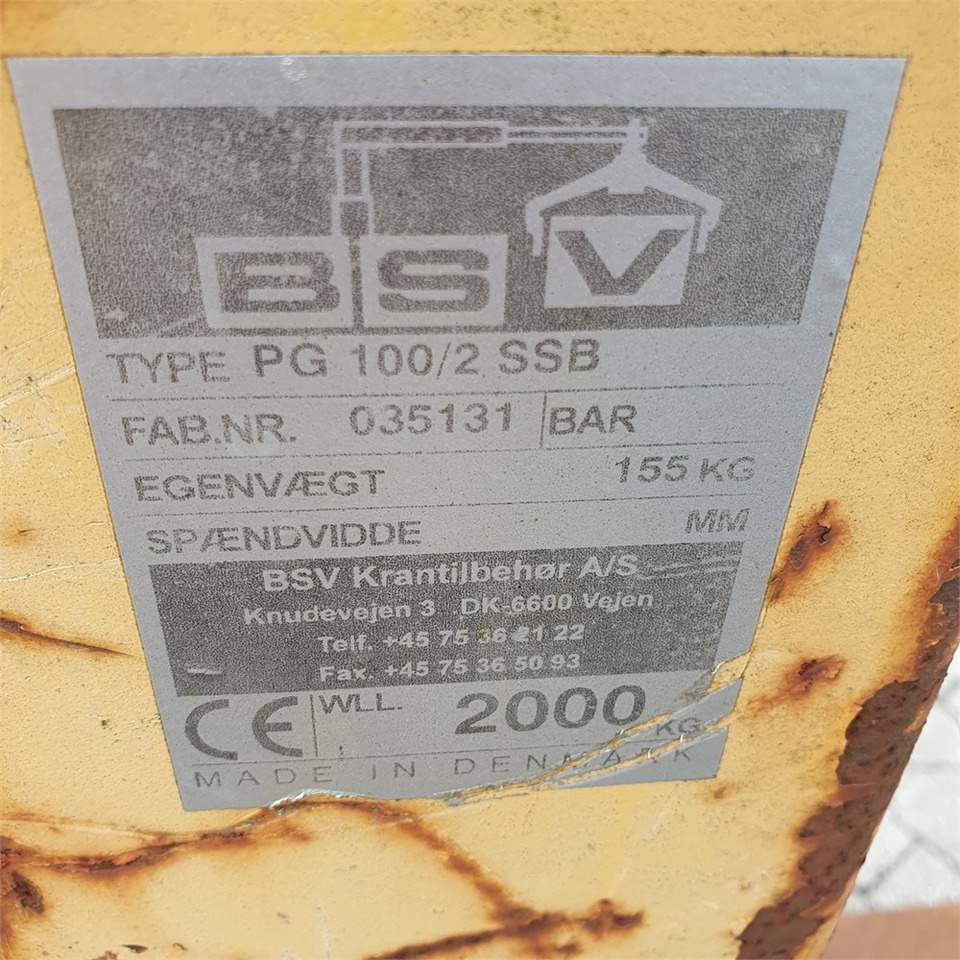 BSV
TYPE PG 100/2 SSB
FAB.NR. 035131 BAR
EGENVÆGT 155 KG
SPÆNDVIDDE MM
BSV Krantilbehør A/S
Knudevejen 3 DK-6600 Vejen
Telf. +45 75 36 21 22
Fax. +45 75 36 50 93
CE WLL. 2000 KG
MADE IN DENMARK